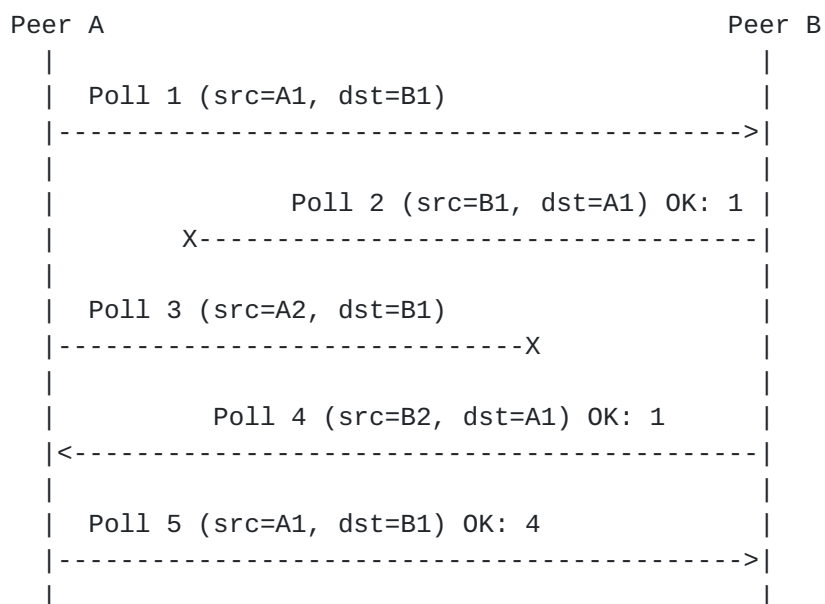 Peer A Peer B
Poll 1 (src=A1, dst=B1)
Poll 2 (src=B1, dst=A1) OK: 1
X
Poll 3 (src=A2, dst=B1)
X
Poll 4 (src=B2, dst=A1) OK: 1
Poll 5 (src=A1, dst=B1) OK: 4